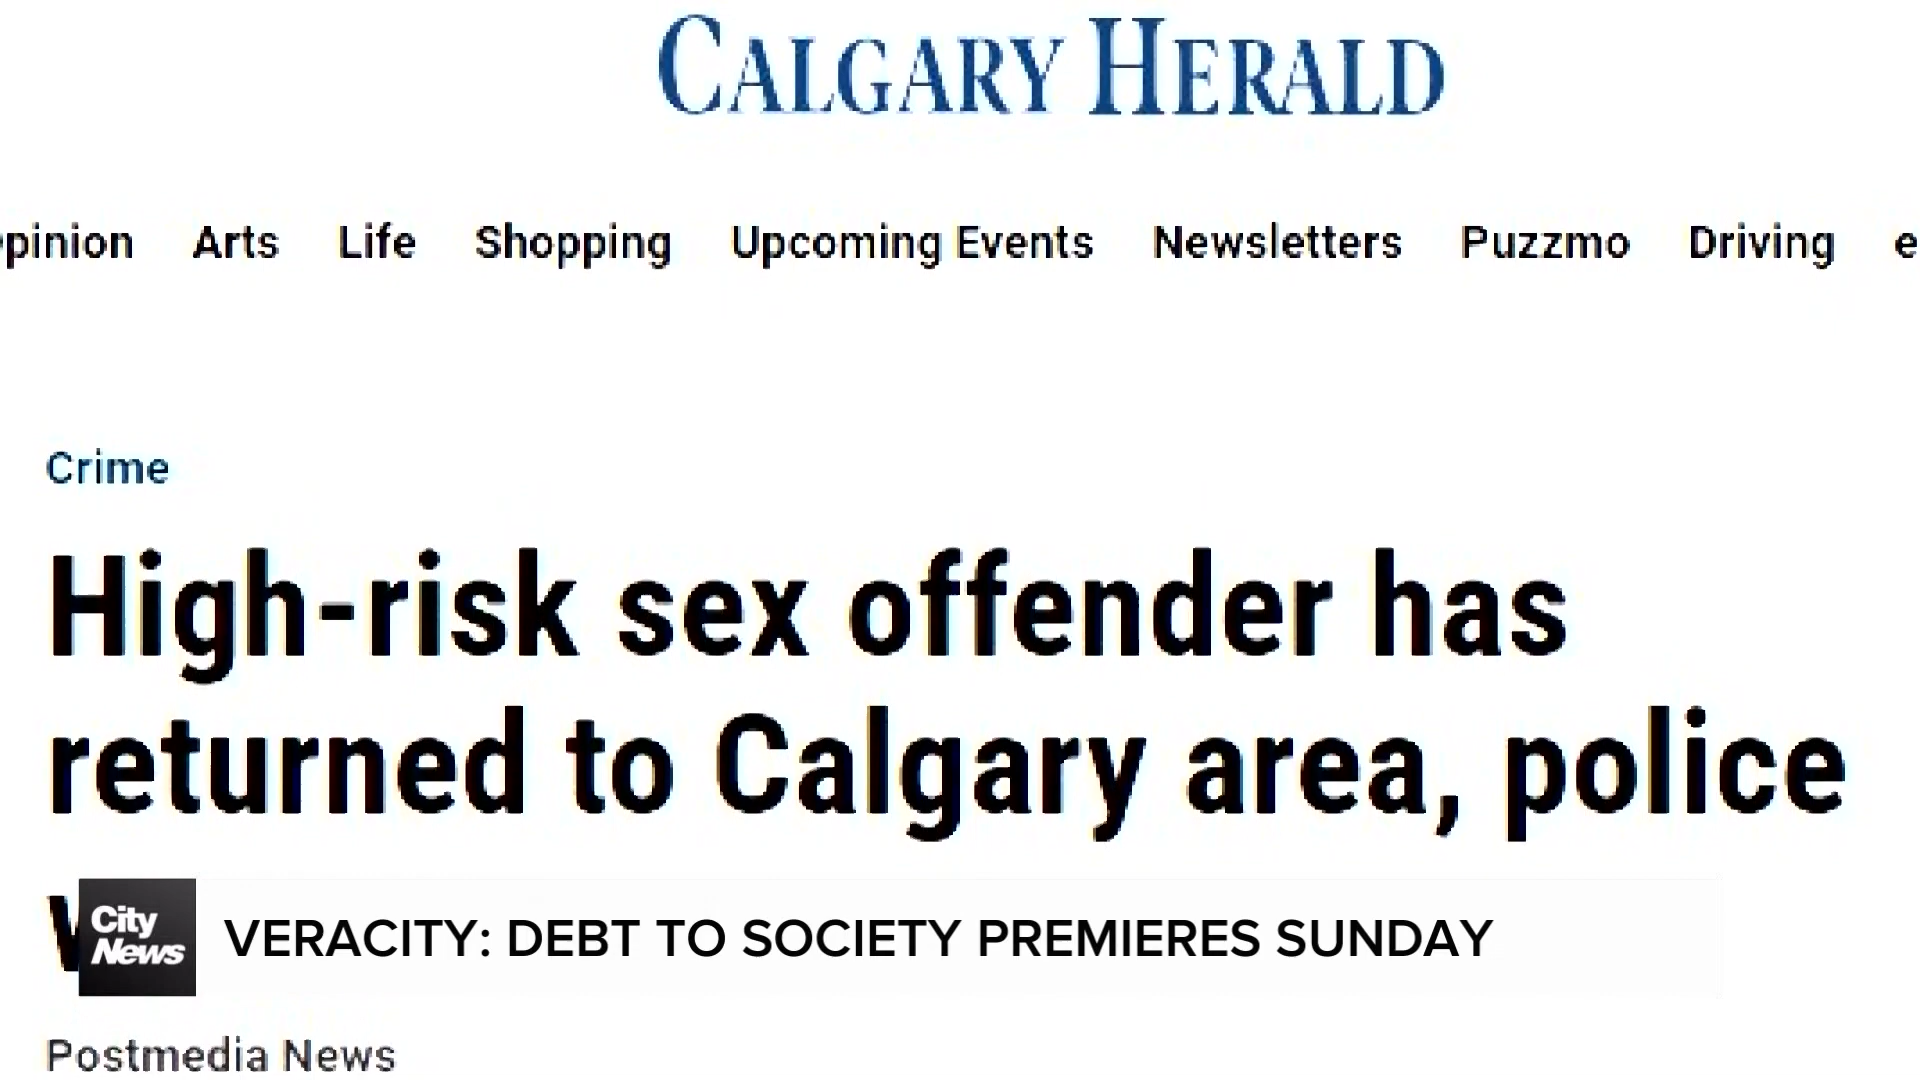 CALGARY HERALD
pinion Arts Life Shopping Upcoming Events Newsletters Puzzmo Driving e
Crime
High-risk sex offender has
returned to Calgary area, police
City
News
VERACITY: DEBT TO SOCIETY PREMIERES SUNDAY
Postmedia News